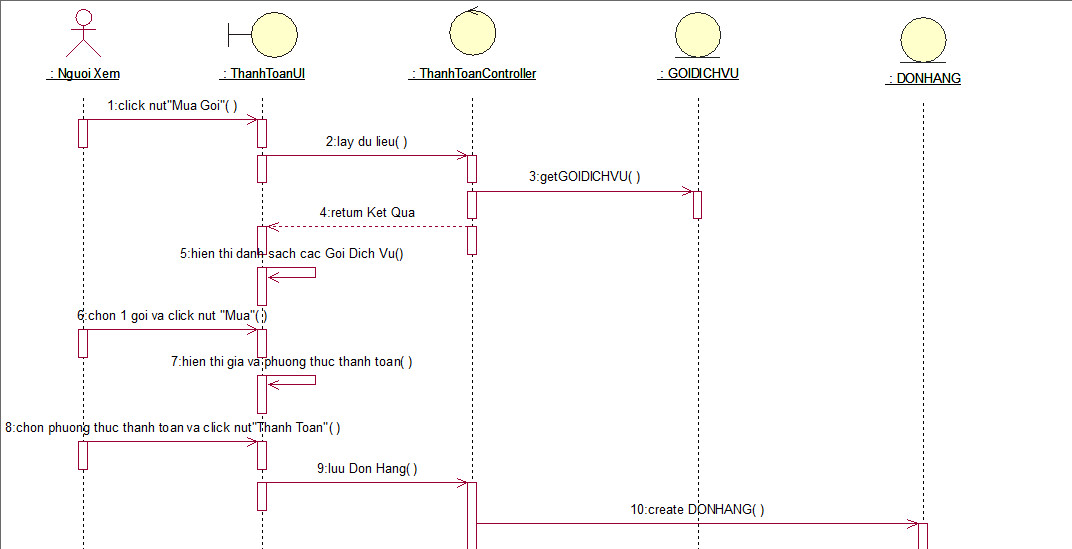 : Nguoi Xem
: ThanhToanUI
: ThanhToanController
: GOIDICHVU
: DONHANG
1:click nut"Mua Goi"( )
2:lay du lieu( )
3:getGOIDICHVU( )
4:return Ket Qua
5:hien thi danh sach cac Goi Dich Vu()
6:chon 1 goi va click nut "Mua"( )
7:hien thi gia va phuong thuc thanh toan( )
8:chon phuong thuc thanh toan va click nut"Thanh Toan"( )
9:luu Don Hang( )
10:create DONHANG( )